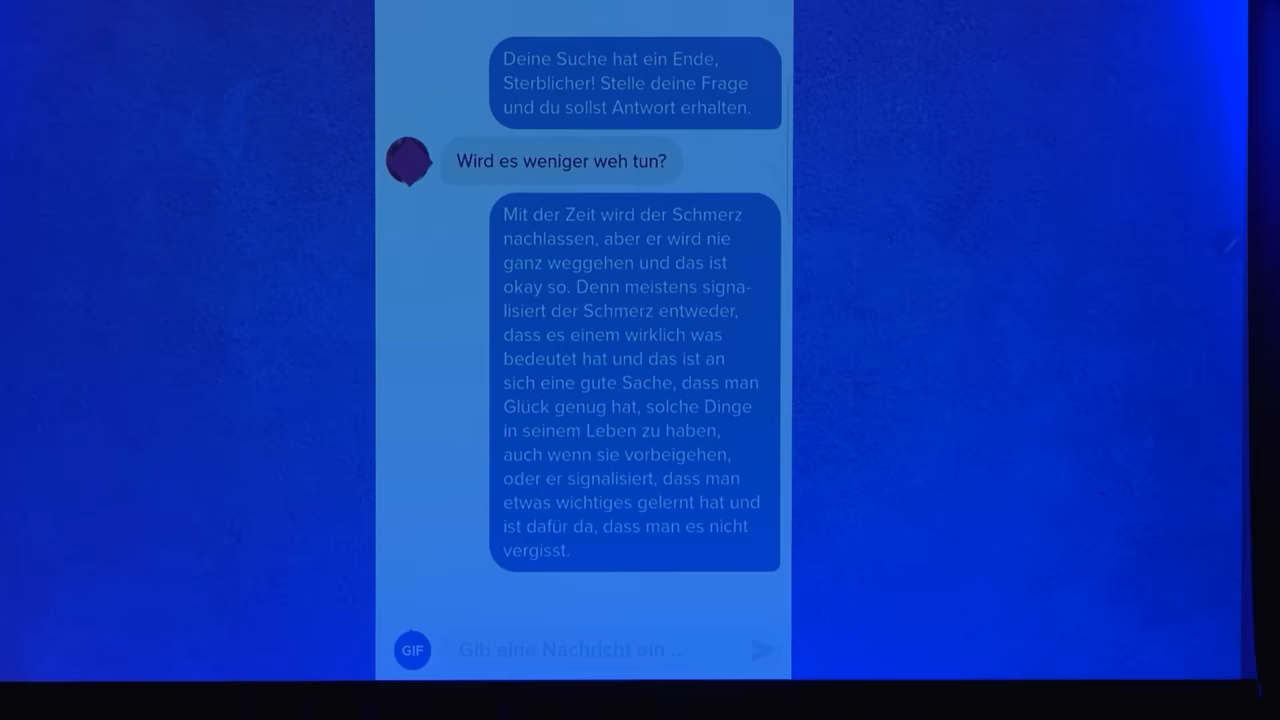 Deine Suche hat ein Ende,
Sterblicher! Stelle deine Frage
und du sollst Antwort erhalten.
Wird es weniger weh tun?
Mit der Zeit wird der Schmerz
nachlassen, aber er wird nie
ganz weggehen und das ist
okay so. Denn meistens signa-
lisiert der Schmerz entweder,
dass es einem wirklich was
bedeutet hat und das ist an
sich eine gute Sache, dass man
Glück genug hat, solche Dinge
in seinem Leben zu haben,
auch wenn sie vorbeigehen,
oder er signalisiert, dass man
etwas wichtiges gelernt hat und
ist dafür da, dass man es nicht
vergisst.
GIF
Gib eine Nachricht ein ...